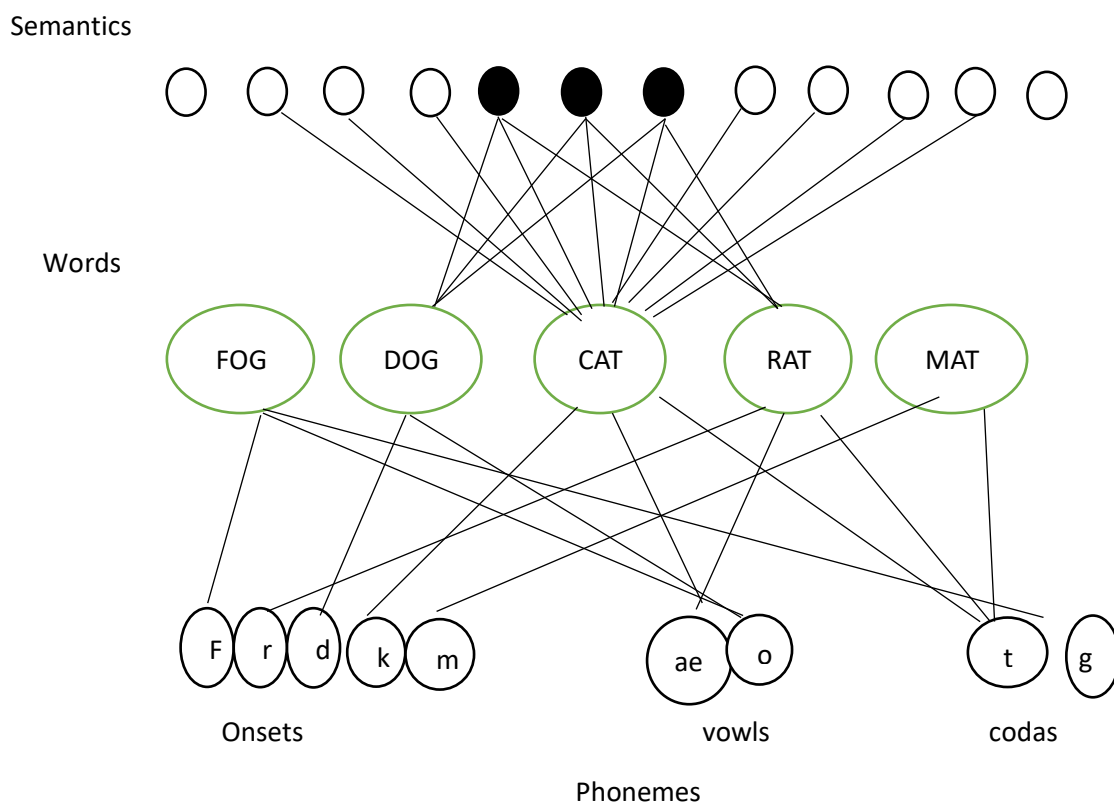 Semantics
Words
FOG DOG CAT RAT MAT
F r d k m ae o t g
Onsets vowls codas
Phonemes